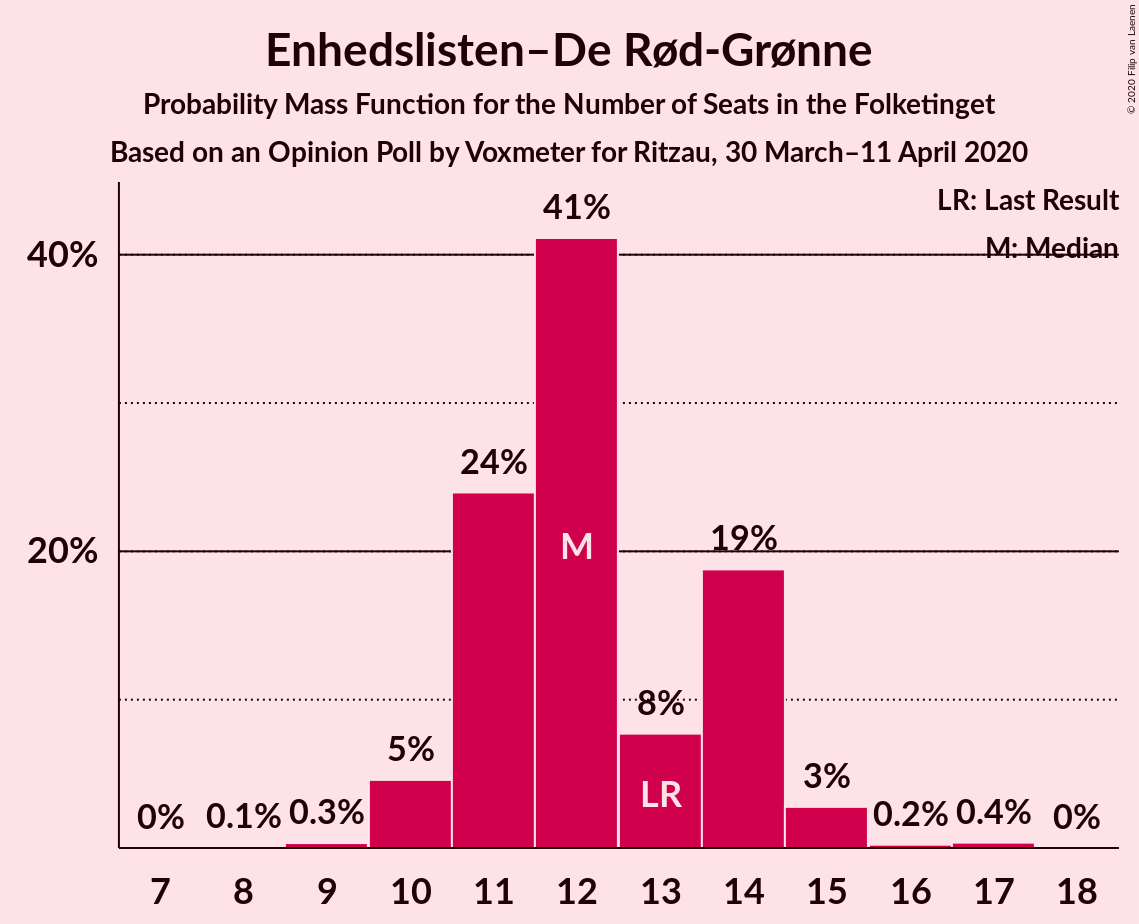 Enhedslisten–De Rød-Grønne
Probability Mass Function for the Number of Seats in the Folketinget
Based on an Opinion Poll by Voxmeter for Ritzau, 30 March–11 April 2020
© 2020 Filip van Laenen
LR: Last Result
M: Median
40%
20%
0%
0.1%
0.3%
5%
24%
41%
M
8%
LR
19%
3%
0.2%
0.4%
0%
7 8 9 10 11 12 13 14 15 16 17 18